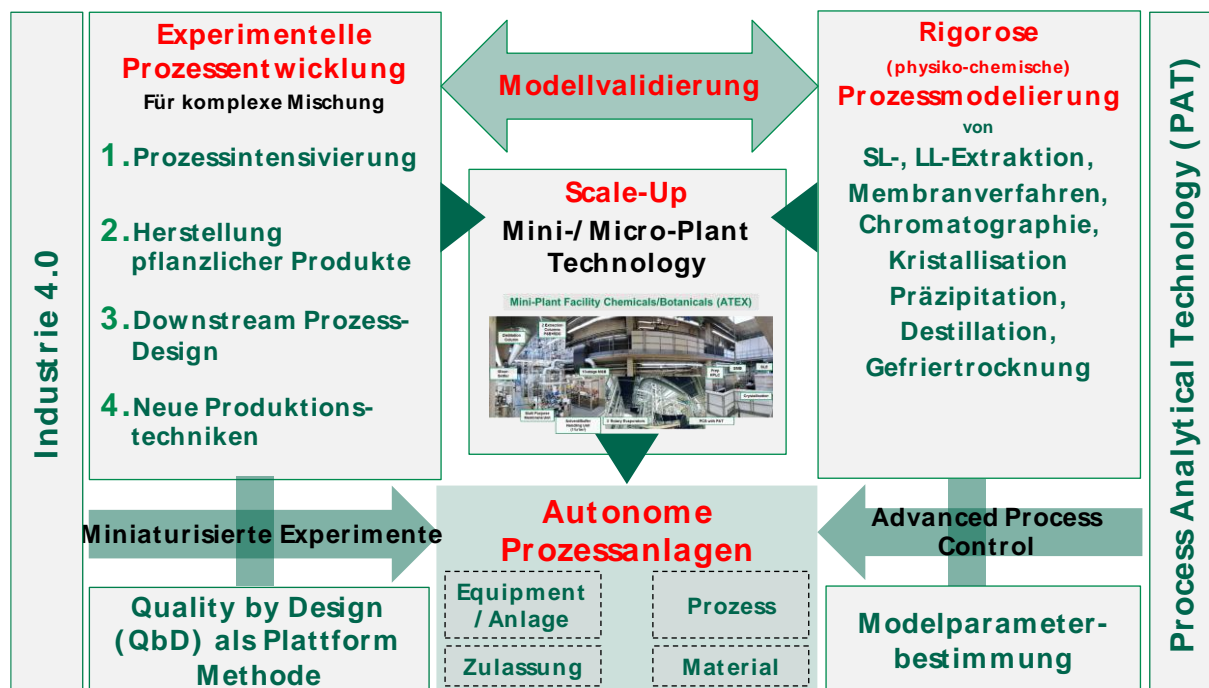 Industrie 4.0
Experimentelle
Prozessentwicklung
Für komplexe Mischung
1. Prozessintensivierung
2. Herstellung
pflanzlicher Produkte
3. Downstream Prozess-
Design
4. Neue Produktions-
techniken
Modellvalidierung
Scale-Up
Mini-/ Micro-Plant
Technology
Mini-Plant Facility Chemicals/Botanicals (ATEX)
Rigorose
(physiko-chemische)
Prozessmodelierung
von
SL-, LL-Extraktion,
Membranverfahren,
Chromatographie,
Kristallisation
Präzipitation,
Destillation,
Gefriertrocknung
Process Analytical Technology (PAT)
Miniaturisierte Experimente
Autonome
Prozessanlagen
Equipment
/ Anlage
Prozess
Zulassung
Material
Advanced Process
Control
Quality by Design
(QbD) als Plattform
Methode
Modelparameter-
bestimmung